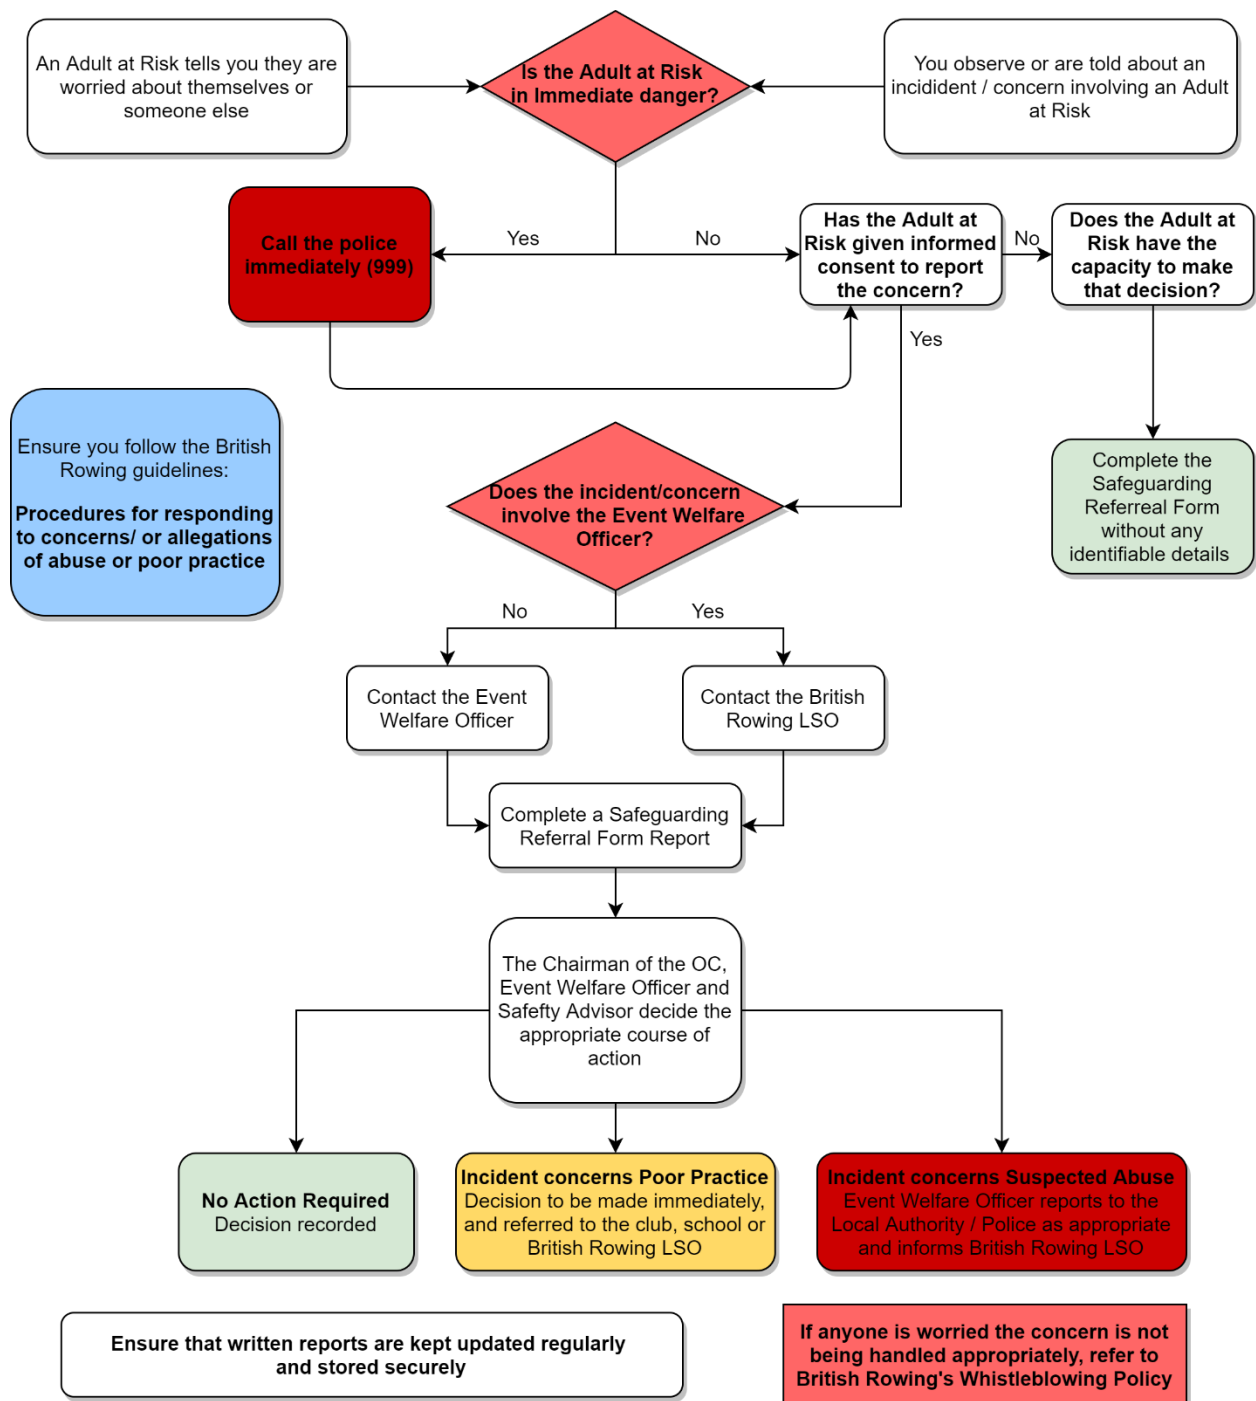 An Adult at Risk tells you they are
worried about themselves or
someone else
Is the Adult at Risk
in Immediate danger?
You observe or are told about an
incidident / concern involving an Adult
at Risk
Call the police
immediately (999)
Yes
No
Has the Adult at
Risk given informed
consent to report
the concern?
No
Does the Adult at
Risk have the
capacity to make
that decision?
Yes
Ensure you follow the British
Rowing guidelines:
Procedures for responding
to concerns/ or allegations
of abuse or poor practice
Does the incident/concern
involve the Event Welfare
Officer?
Complete the
Safeguarding
Referreal Form
without any
identifiable details
No
Yes
Contact the Event
Welfare Officer
Contact the British
Rowing LSO
Complete a Safeguarding
Referral Form Report
The Chairman of the OC,
Event Welfare Officer and
Safefty Advisor decide the
appropriate course of
action
No Action Required
Decision recorded
Incident concerns Poor Practice
Decision to be made immediately,
and referred to the club, school or
British Rowing LSO
Incident concerns Suspected Abuse
Event Welfare Officer reports to the
Local Authority / Police as appropriate
and informs British Rowing LSO
Ensure that written reports are kept updated regularly
and stored securely
If anyone is worried the concern is not
being handled appropriately, refer to
British Rowing's Whistleblowing Policy